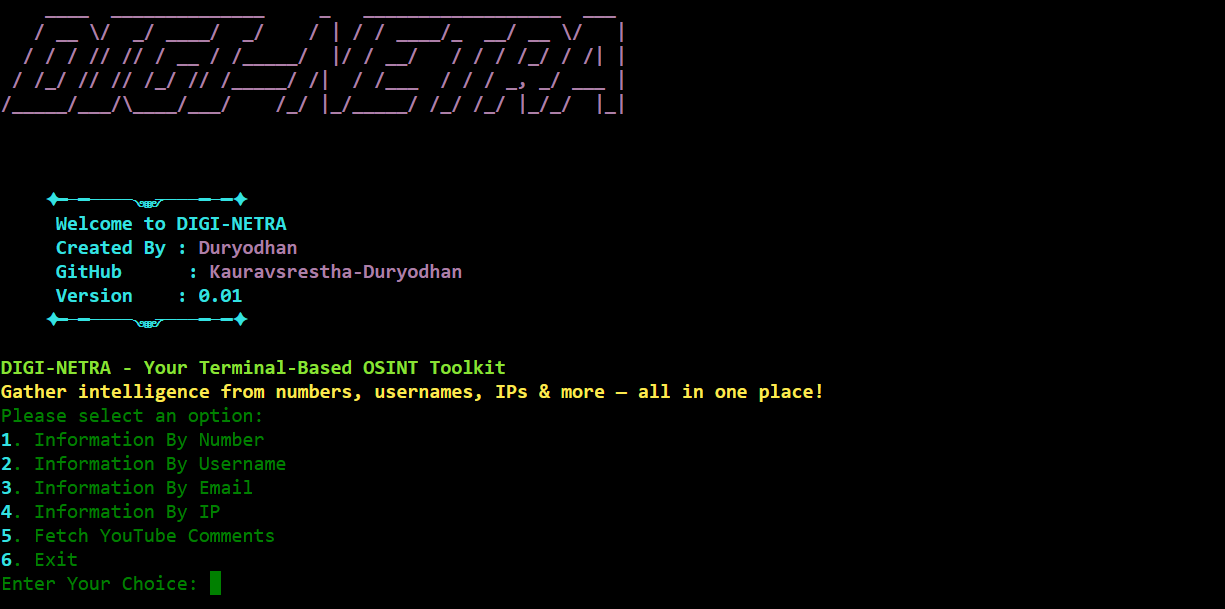 DIGI-NETRA
Welcome to DIGI-NETRA
Created By : Duryodhan
GitHub      : Kauravsrestha-Duryodhan
Version    : 0.01
DIGI-NETRA - Your Terminal-Based OSINT Toolkit
Gather intelligence from numbers, usernames, IPs & more — all in one place!
Please select an option:
1. Information By Number
2. Information By Username
3. Information By Email
4. Information By IP
5. Fetch YouTube Comments
6. Exit
Enter Your Choice: